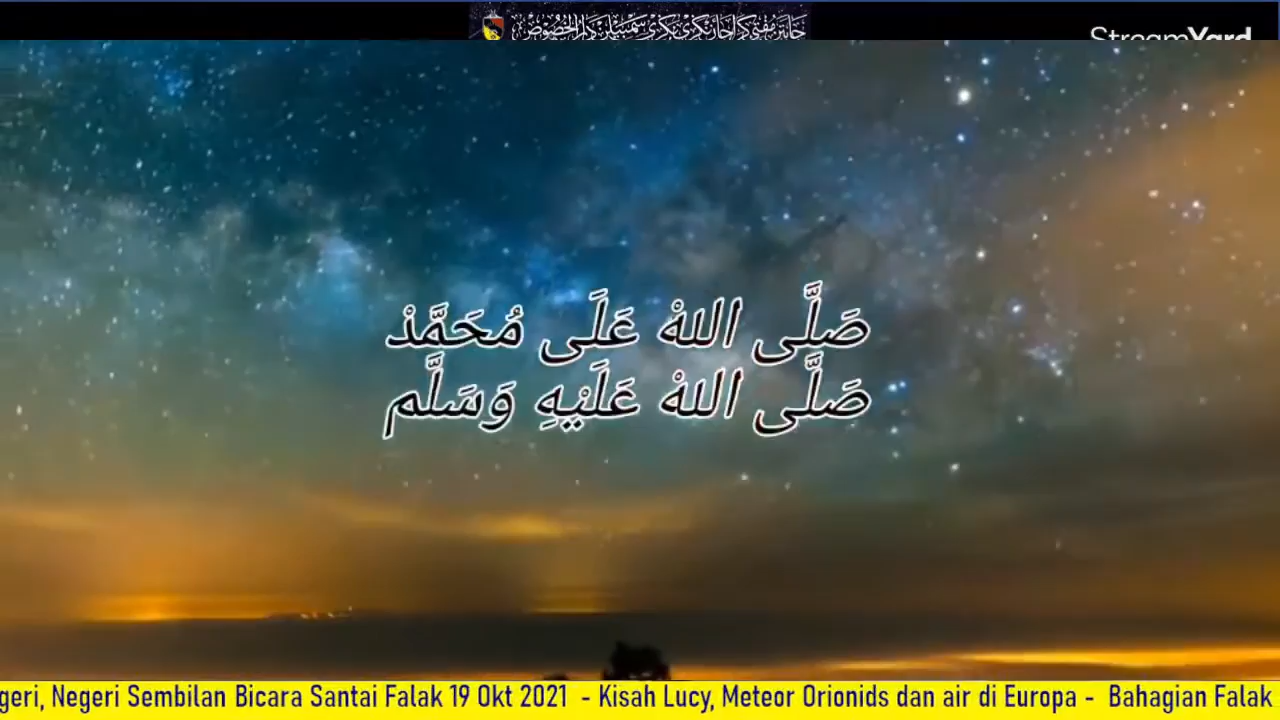 StreamYard
صَلَّى اللهْ عَلَى مُحَمَّدْ
صَلَّى اللهْ عَلَيْهِ وَسَلَّم
geri, Negeri Sembilan Bicara Santai Falak 19 Okt 2021 - Kisah Lucy, Meteor Orionids dan air di Europa - Bahagian Falak